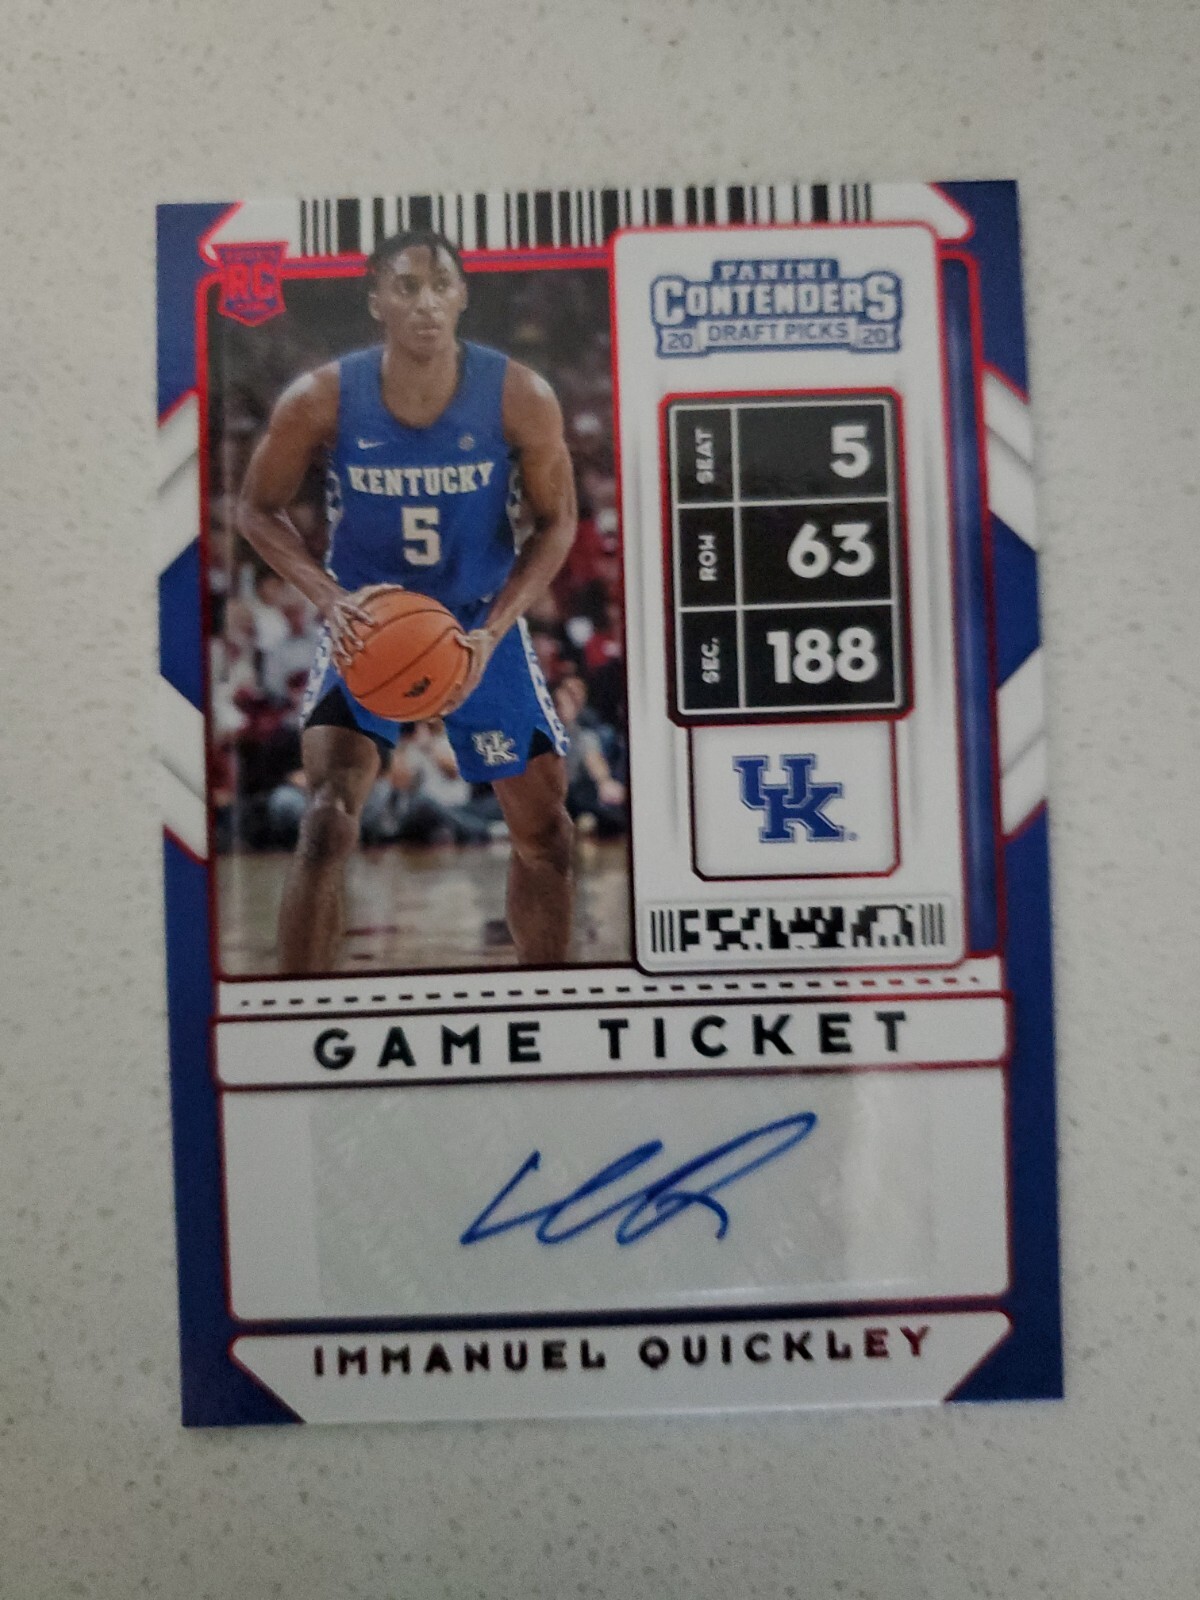 RC
PANINI
CONTENDERS
20 DRAFT PICKS 20
KENTUCKY
5
SEAT 5
ROW 63
SEC. 188
UK
UK
GAME TICKET
IMMANUEL QUICKLEY